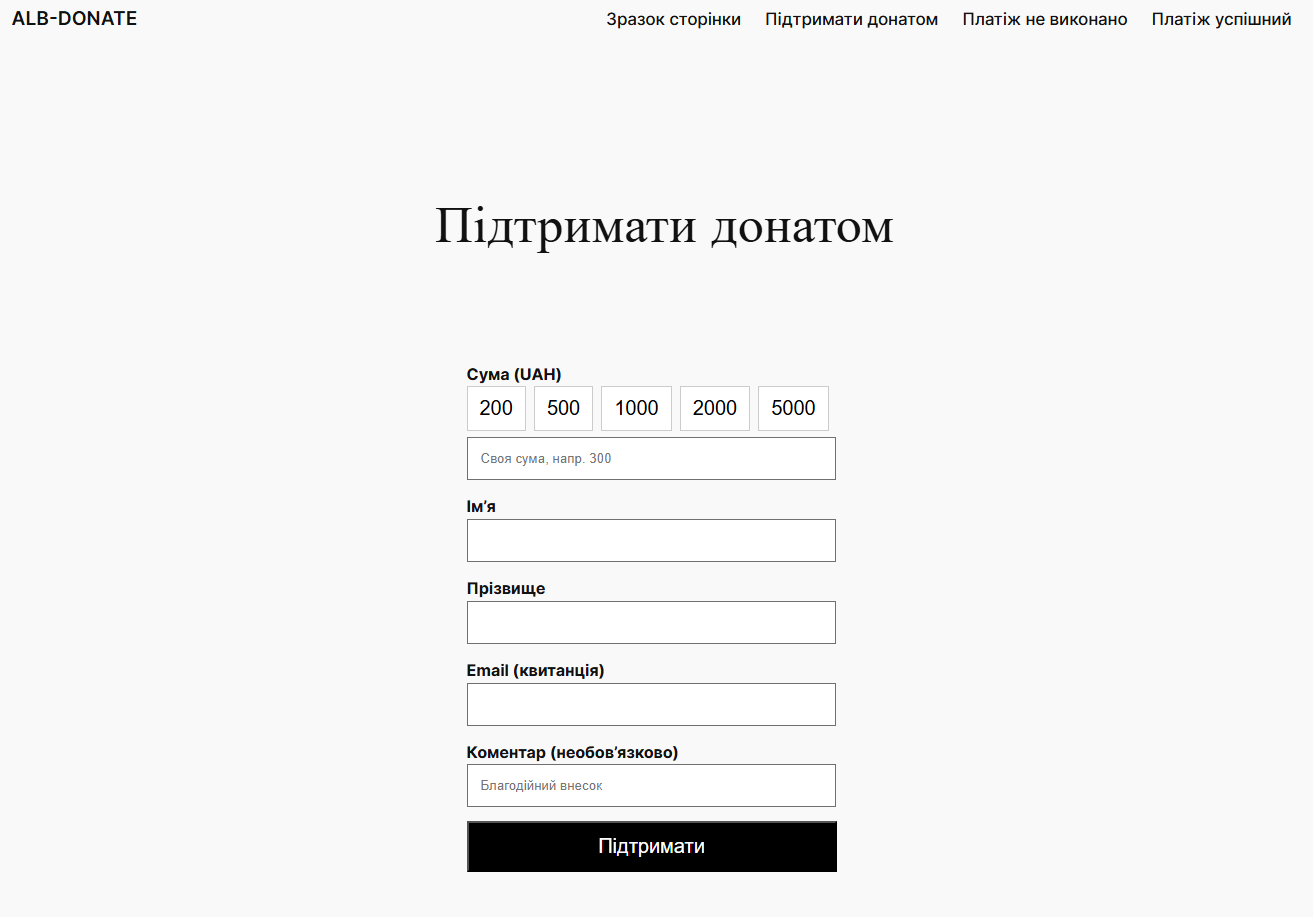 ALB-DONATE
Зразок сторінки Підтримати донатом Платіж не виконано Платіж успішний
Підтримати донатом
Сума (UAH)
200 500 1000 2000 5000
Своя сума, напр. 300
Ім’я
Прізвище
Email (квитанція)
Коментар (необов’язково)
Благодійний внесок
Підтримати